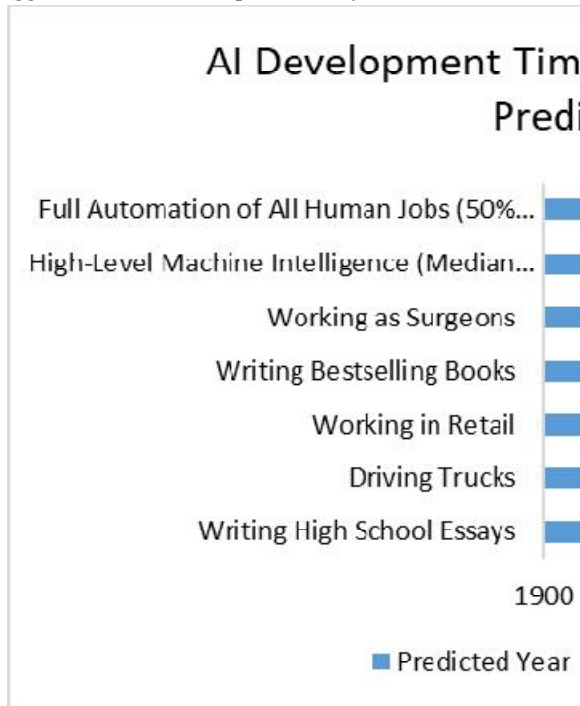 AI Development Tim
Predi
Full Automation of All Human Jobs (50%...
High-Level Machine Intelligence (Median...
Working as Surgeons
Writing Bestselling Books
Working in Retail
Driving Trucks
Writing High School Essays
1900
Predicted Year